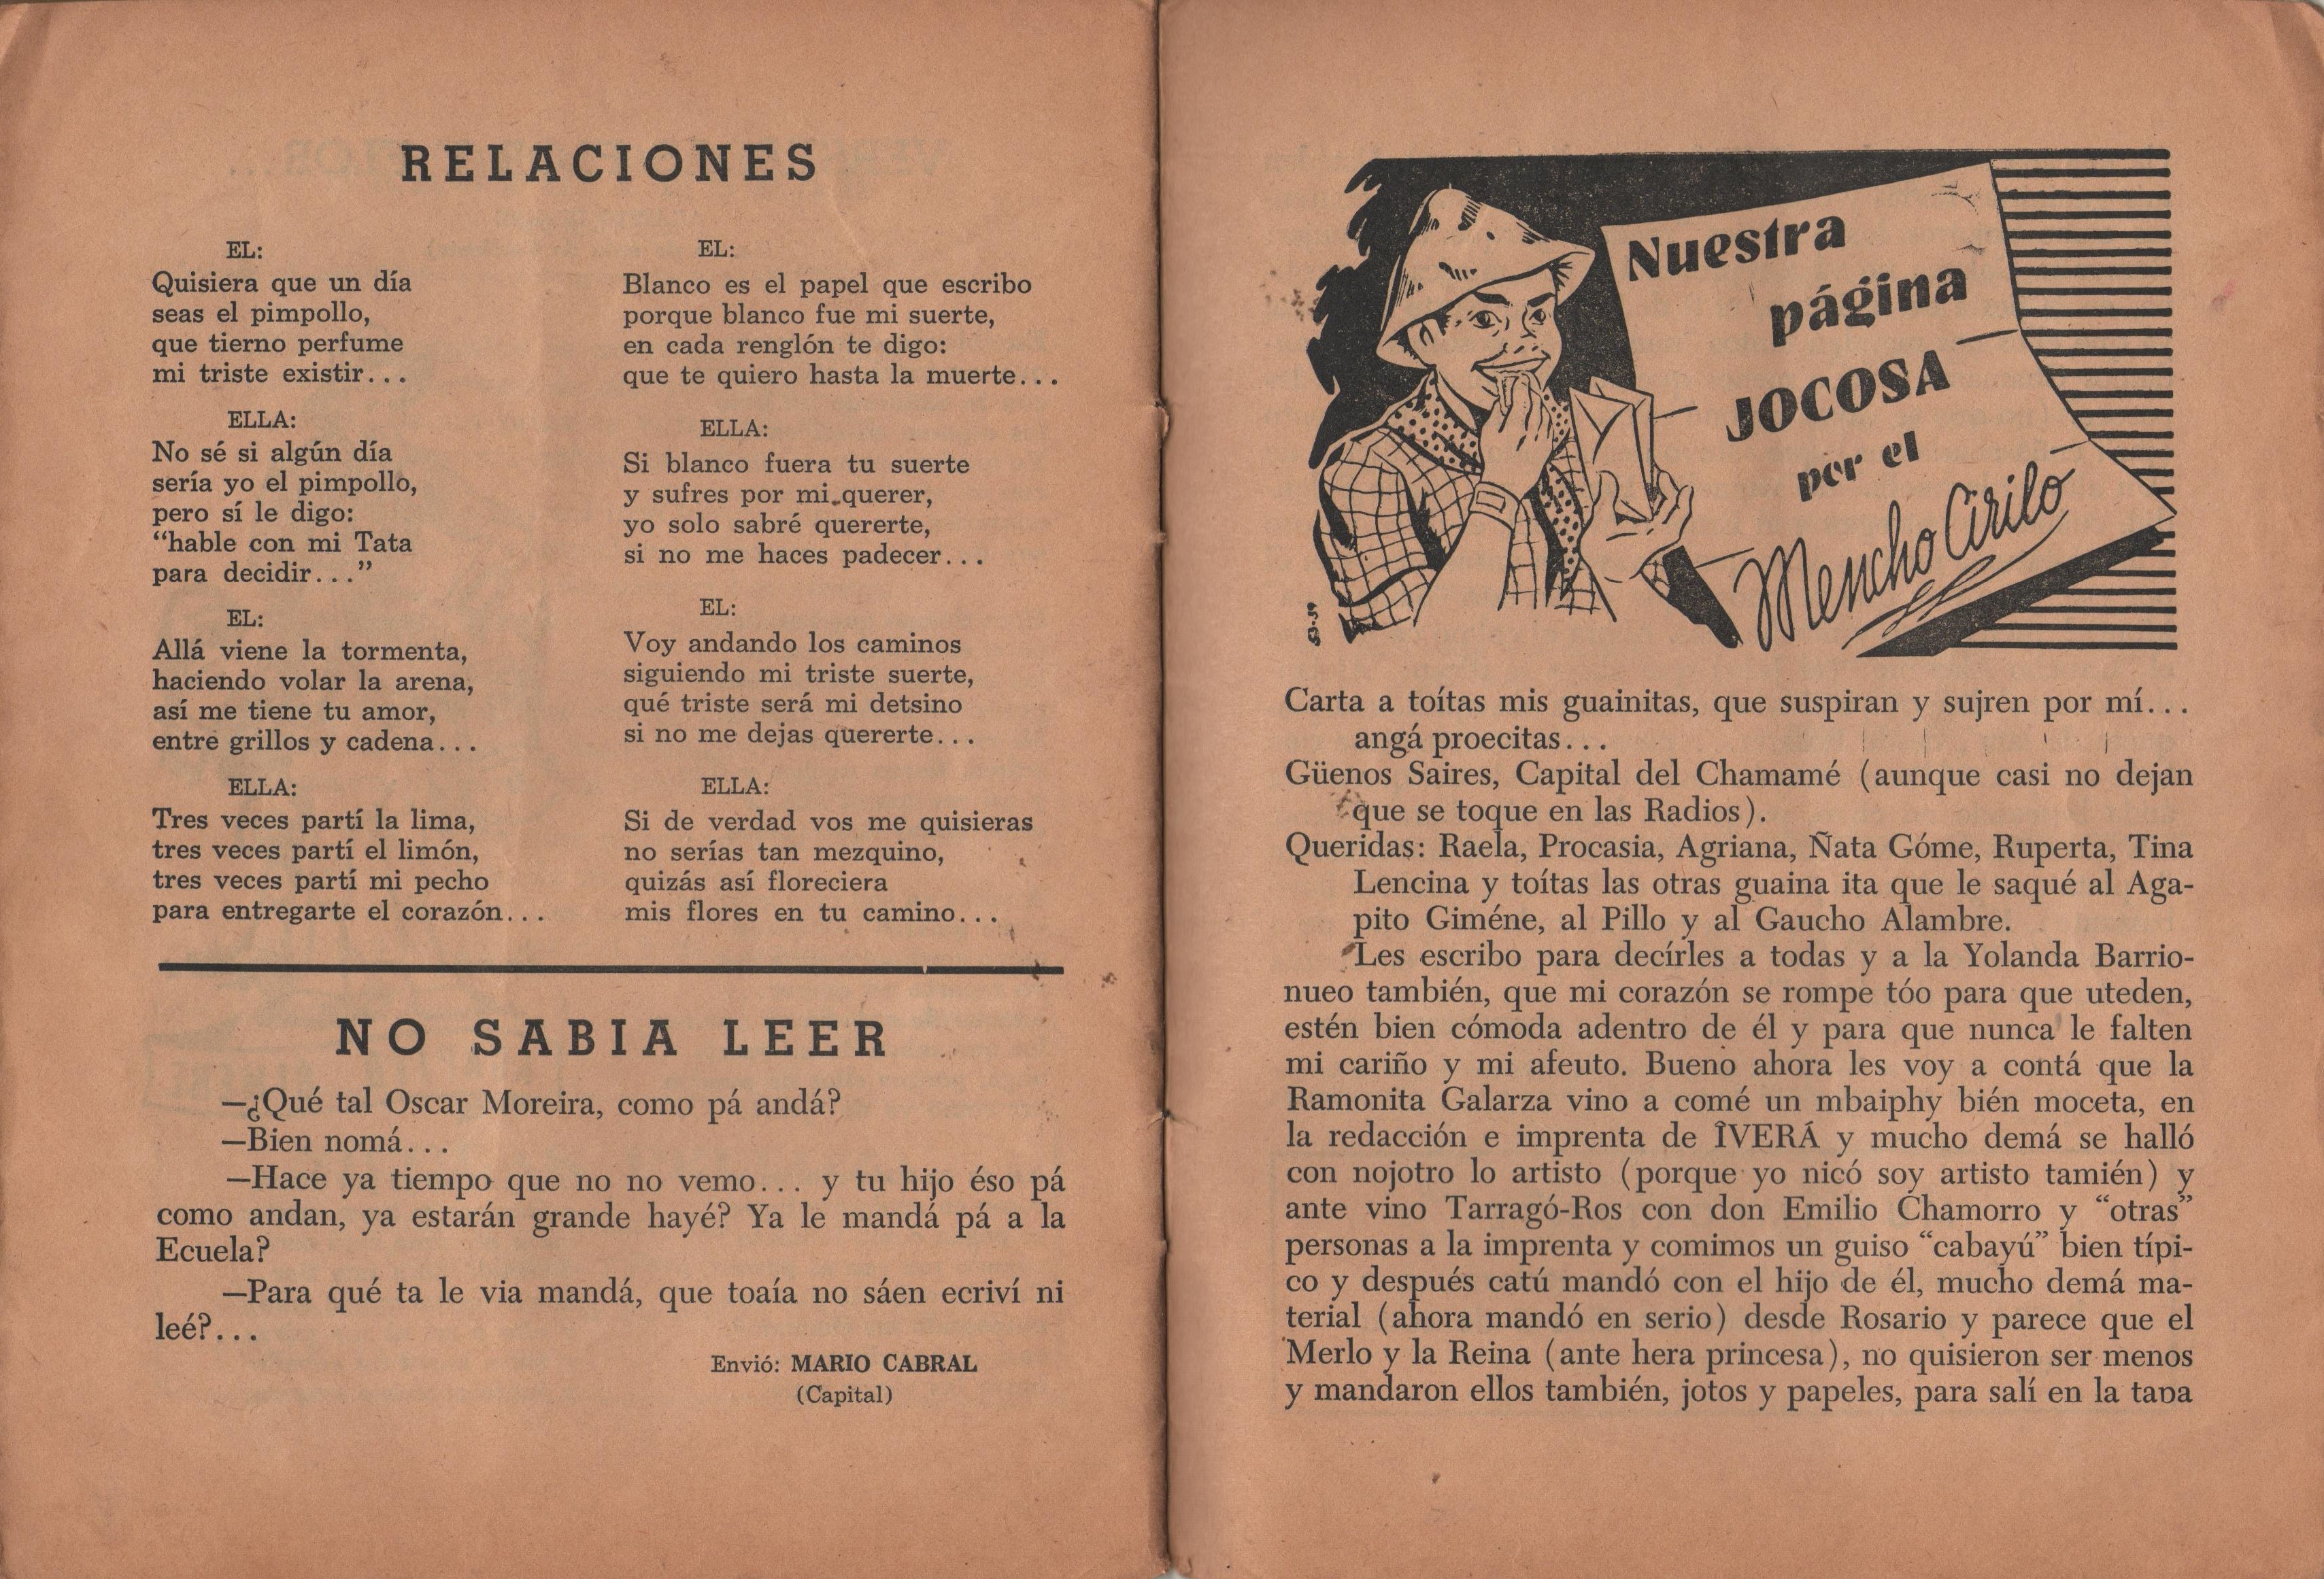 RELACIONES
EL:
Quisiera que un día
seas el pimpollo,
que tierno perfume
mi triste existir...
ELLA:
No sé si algún día
sería yo el pimpollo,
pero sí le digo:
“hable con mi Tata
para decidir...”
EL:
Allá viene la tormenta,
haciendo volar la arena,
así me tiene tu amor,
entre grillos y cadena...
ELLA:
Tres veces partí la lima,
tres veces partí el limón,
tres veces partí mi pecho
para entregarte el corazón...
EL:
Blanco es el papel que escribo
porque blanco fue mi suerte,
en cada renglón te digo:
que te quiero hasta la muerte...
ELLA:
Si blanco fuera tu suerte
y sufres por mi querer,
yo solo sabré quererte,
si no me haces padecer...
EL:
Voy andando los caminos
siguiendo mi triste suerte,
qué triste será mi detsino
si no me dejas quererte...
ELLA:
Si de verdad vos me quisieras
no serías tan mezquino,
quizás así floreciera
mis flores en tu camino...
NO SABIA LEER
—¿Qué tal Oscar Moreira, como pá andá?
—Bien nomá...
—Hace ya tiempo que no no vemo... y tu hijo éso pá
como andan, ya estarán grande hayé? Ya le mandá pá a la
Ecuela?
—Para qué ta le via mandá, que toaía no sáen ecriví ni
leé?...
Envió: MARIO CABRAL
(Capital)
Nuestra
página
JOCOSA
por el
Mencho Cirilo
Carta a toítas mis guainitas, que suspiran y sujren por mí...
angá proecitas...
Güenos Saires, Capital del Chamamé (aunque casi no dejan
que se toque en las Radios).
Queridas: Raela, Procasia, Agriana, Ñata Góme, Ruperta, Tina
Lencina y toítas las otras guaina ita que le saqué al Aga-
pito Giméne, al Pillo y al Gaucho Alambre.
Les escribo para decírles a todas y a la Yolanda Barrio-
nueo también, que mi corazón se rompe tóo para que uteden,
estén bien cómoda adentro de él y para que nunca le falten
mi cariño y mi afeuto. Bueno ahora les voy a contá que la
Ramonita Galarza vino a comé un mbaiphy bién moceta, en
la redacción e imprenta de ÎVERÁ y mucho demá se halló
con nojotro lo artisto (porque yo nicó soy artisto tamién) y
ante vino Tarragó-Ros con don Emilio Chamorro y “otras”
personas a la imprenta y comimos un guiso “cabayú” bien típi-
co y después catú mandó con el hijo de él, mucho demá ma-
terial (ahora mandó en serio) desde Rosario y parece que el
Merlo y la Reina (ante hera princesa), no quisieron ser menos
y mandaron ellos también, jotos y papeles, para salí en la tapa